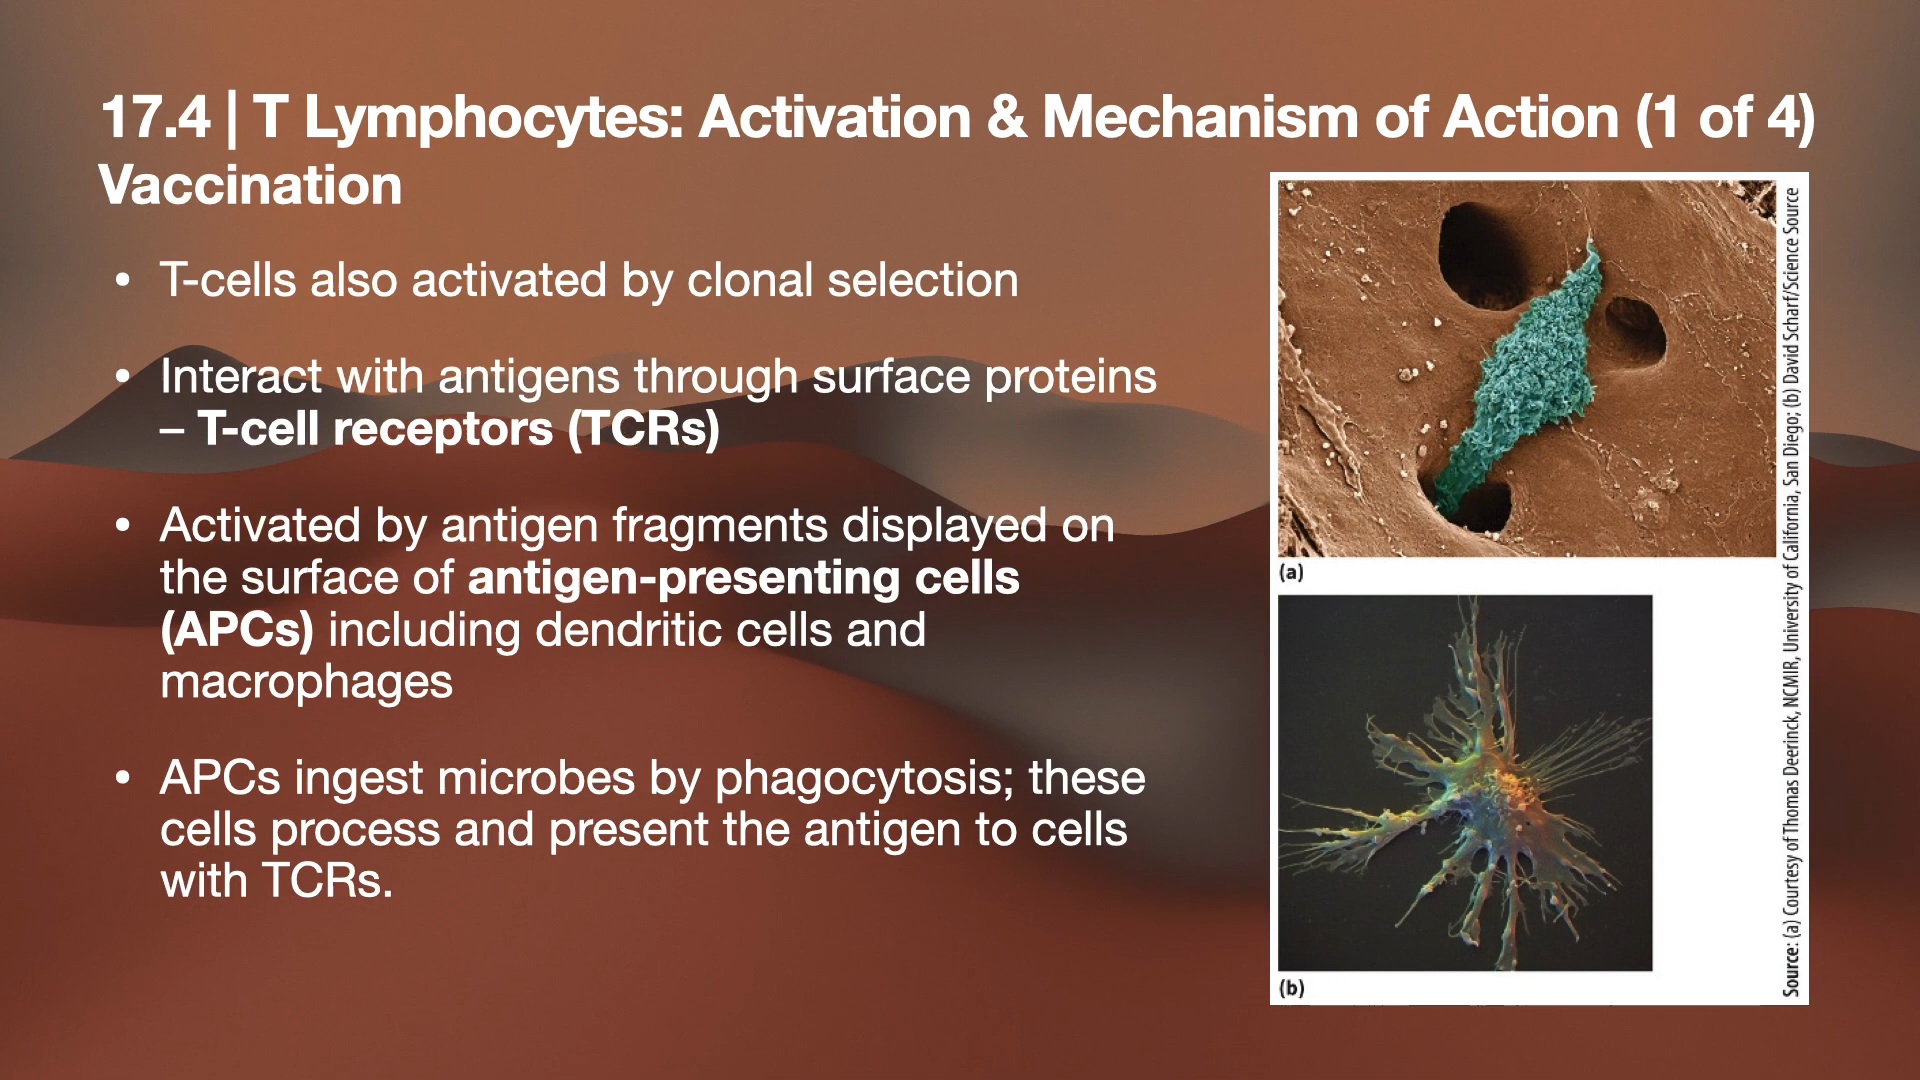 17.4 | T Lymphocytes: Activation & Mechanism of Action (1 of 4)
Vaccination
• T-cells also activated by clonal selection
• Interact with antigens through surface proteins
– T-cell receptors (TCRs)
• Activated by antigen fragments displayed on
the surface of antigen-presenting cells
(APCs) including dendritic cells and
macrophages
• APCs ingest microbes by phagocytosis; these
cells process and present the antigen to cells
with TCRs.
(a)
(b)
Source: (a) Courtesy of Thomas Deerinck, NCMIR, University of California, San Diego; (b) David Scharf/Science Source